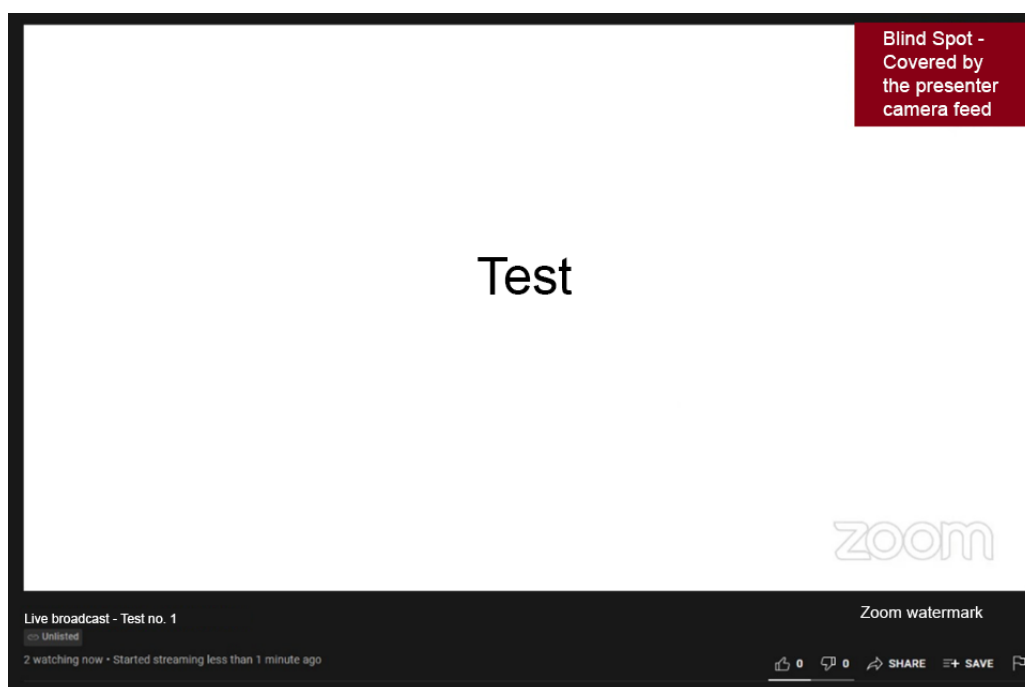 Blind Spot -
Covered by
the presenter
camera feed
Test
zoom
Live broadcast - Test no. 1
Zoom watermark
Unlisted
2 watching now • Started streaming less than 1 minute ago
0 0 SHARE SAVE